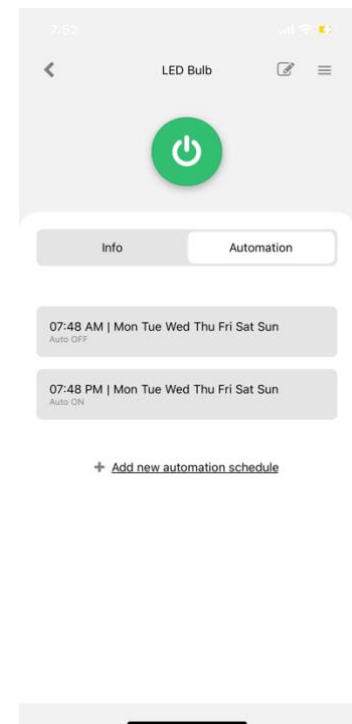 7:52
LED Bulb
Info Automation
07:48 AM | Mon Tue Wed Thu Fri Sat Sun
Auto OFF
07:48 PM | Mon Tue Wed Thu Fri Sat Sun
Auto ON
+ Add new automation schedule